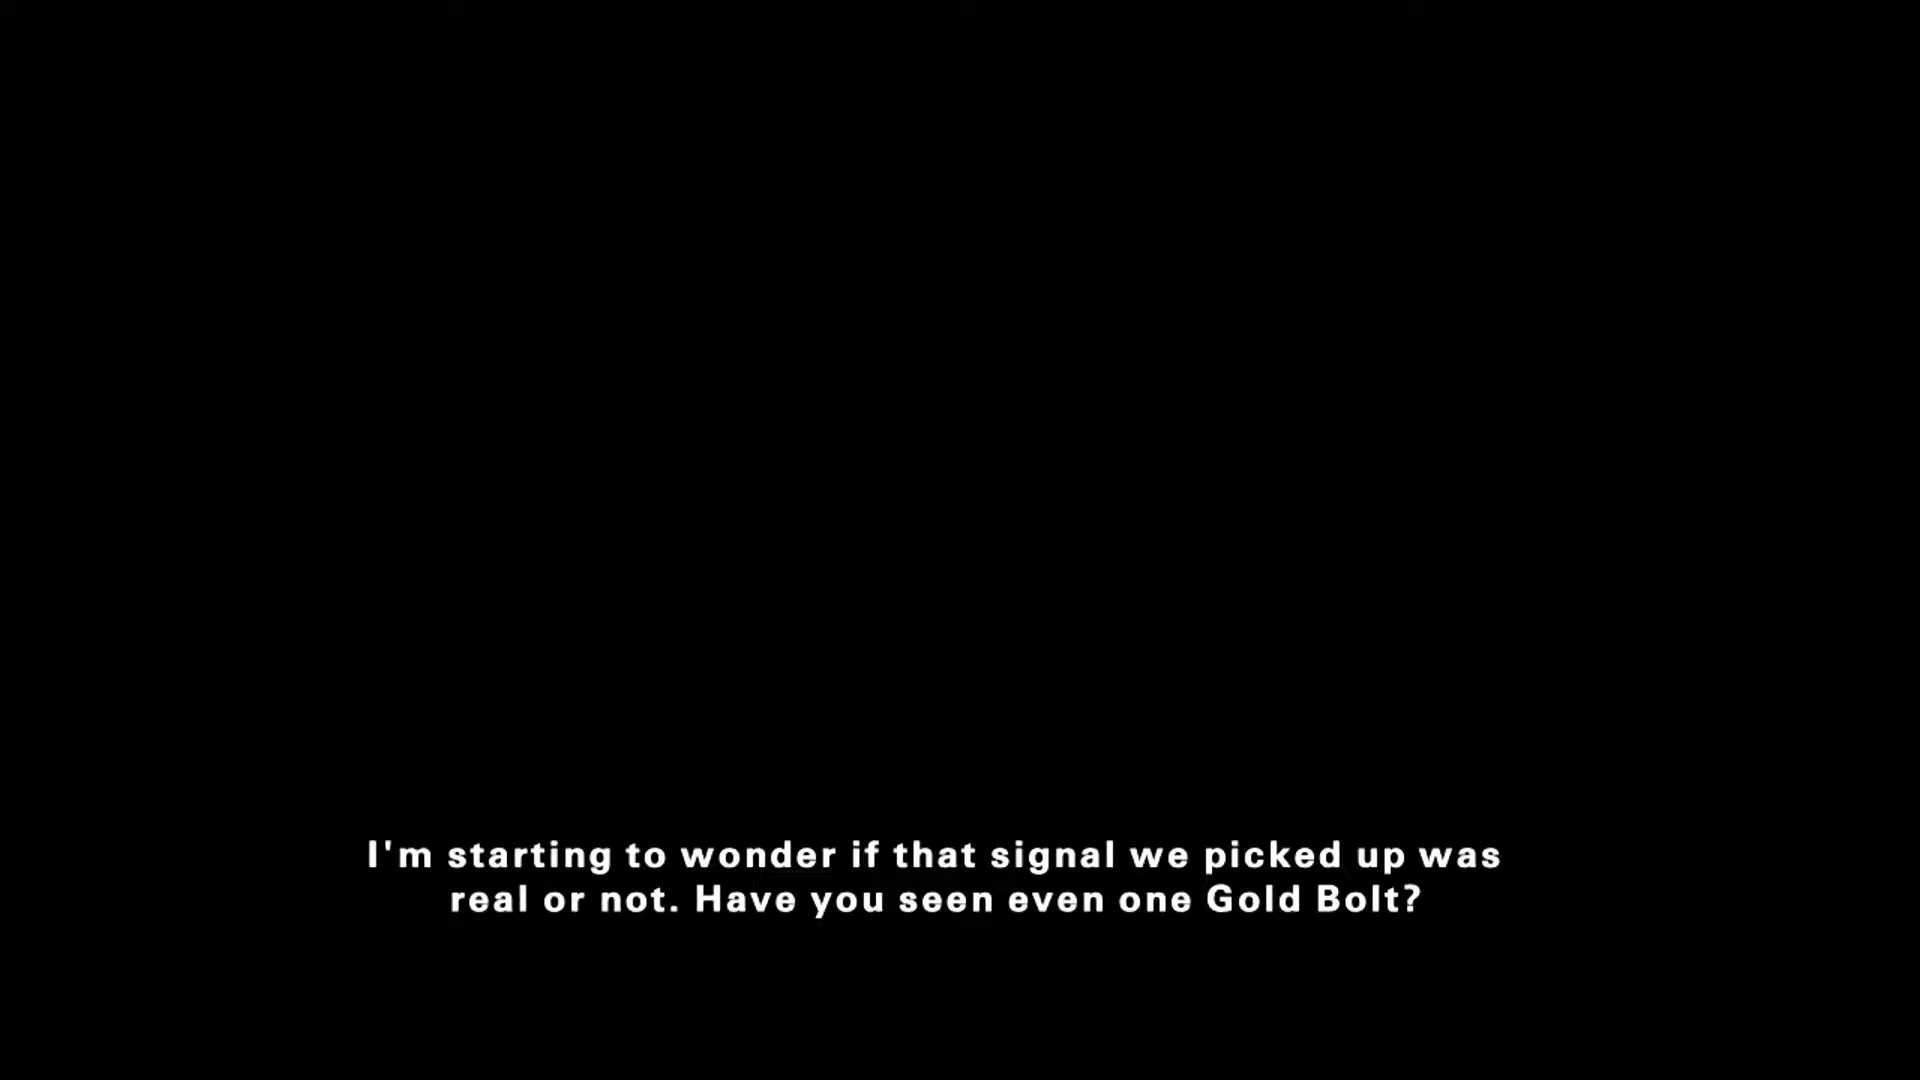 I'm starting to wonder if that signal we picked up was
real or not. Have you seen even one Gold Bolt?